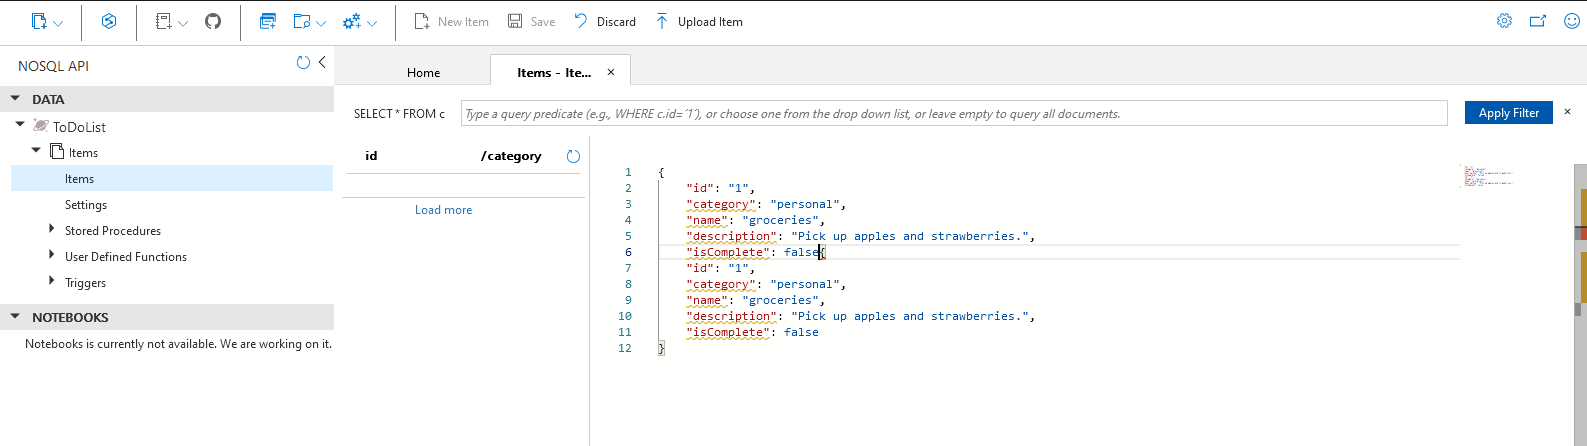 New Item Save Discard Upload Item
NOSQL API
Home Items - Ite...
DATA
ToDoList
Items
Items
Settings
Stored Procedures
User Defined Functions
Triggers
NOTEBOOKS
Notebooks is currently not available. We are working on it.
SELECT * FROM c Type a query predicate (e.g., WHERE c.id=´1´), or choose one from the drop down list, or leave empty to query all documents. Apply Filter
id /category
Load more
1 {
2 "id": "1",
3 "category": "personal",
4 "name": "groceries",
5 "description": "Pick up apples and strawberries.",
6 "isComplete": false{
7 "id": "1",
8 "category": "personal",
9 "name": "groceries",
10 "description": "Pick up apples and strawberries.",
11 "isComplete": false
12 }